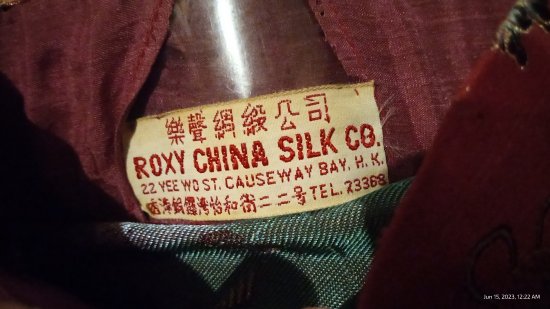 樂聲綢緞公司
ROXY CHINA SILK CO.
22 YEE WO ST. CAUSEWAY BAY, H.K.
香港銅鑼灣怡和街二二号 TEL. 73368
Jun 15, 2023, 12:22 AM